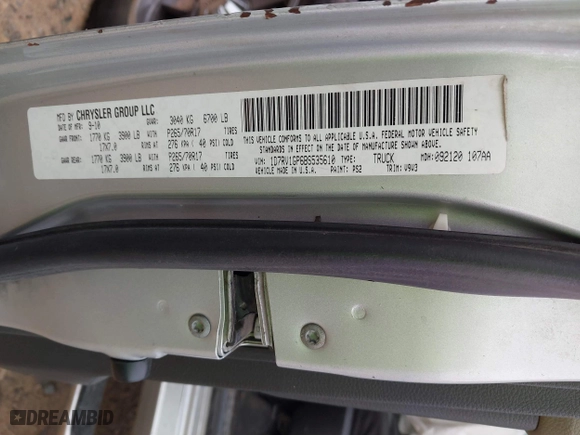 MFD BY CHRYSLER GROUP LLC
DATE OF MFR: 9-10 GVWR: 3040 KG 6700 LB
GAWR FRONT: 1770 KG 3900 LB WITH P265/70R17 TIRES
17X7.0 RIMS AT 276 KPA ( 40 PSI) COLD
GAWR REAR: 1770 KG 3900 LB WITH P265/70R17 TIRES
17X7.0 RIMS AT 276 KPA ( 40 PSI) COLD
THIS VEHICLE CONFORMS TO ALL APPLICABLE U.S.A. FEDERAL MOTOR VEHICLE SAFETY
STANDARDS IN EFFECT ON THE DATE OF MANUFACTURE SHOWN ABOVE.
VIN: 1D7RV1GP6BS535610 TYPE: TRUCK MDH: 092120 107AA
VEHICLE MADE IN U.S.A. PAINT: PS2 TRIM: V9V3
DREAMBID